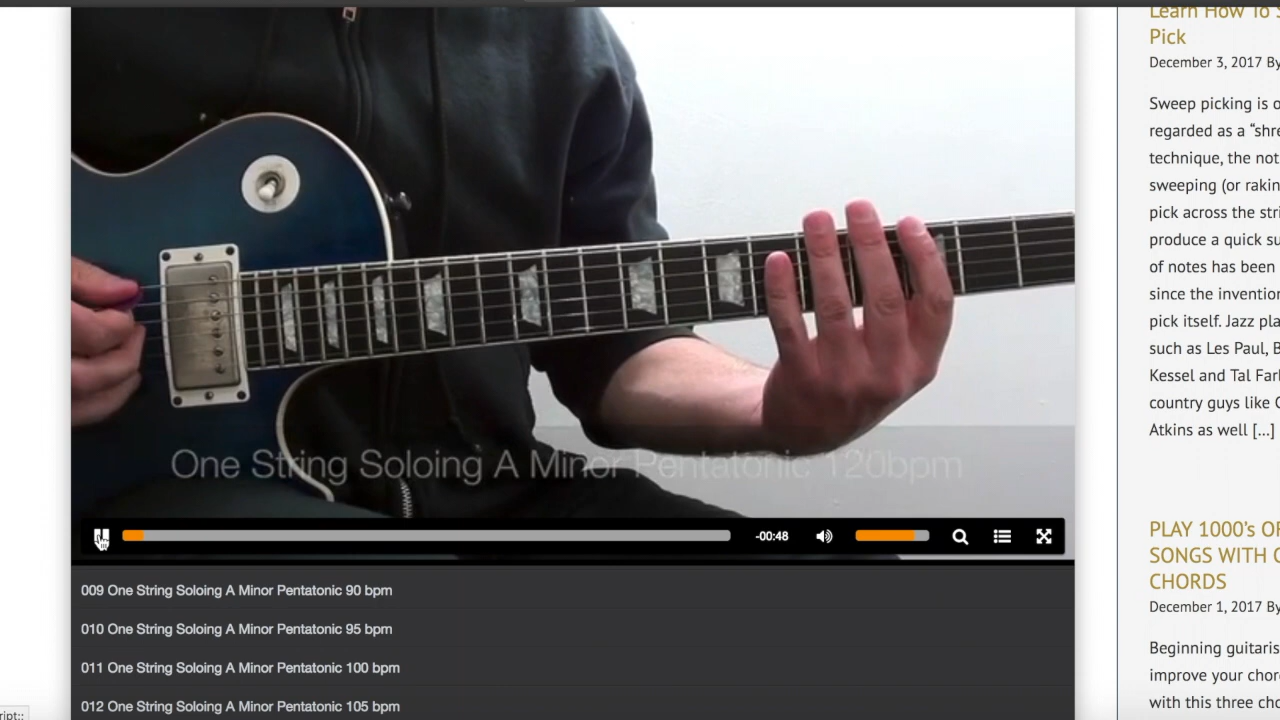 Learn How To
Pick
December 3, 2017 By
Sweep picking is
regarded as a “shre
technique, the not
sweeping (or rakin
pick across the stri
produce a quick su
of notes has been
since the invention
pick itself. Jazz pla
such as Les Paul, B
Kessel and Tal Farl
country guys like C
Atkins as well [...]
One String Soloing A Minor Pentatonic 120bpm
-00:48
009 One String Soloing A Minor Pentatonic 90 bpm
010 One String Soloing A Minor Pentatonic 95 bpm
011 One String Soloing A Minor Pentatonic 100 bpm
012 One String Soloing A Minor Pentatonic 105 bpm
PLAY 1000’s OF
SONGS WITH
CHORDS
December 1, 2017 By
Beginning guitaris
improve your chor
with this three cho
ript::